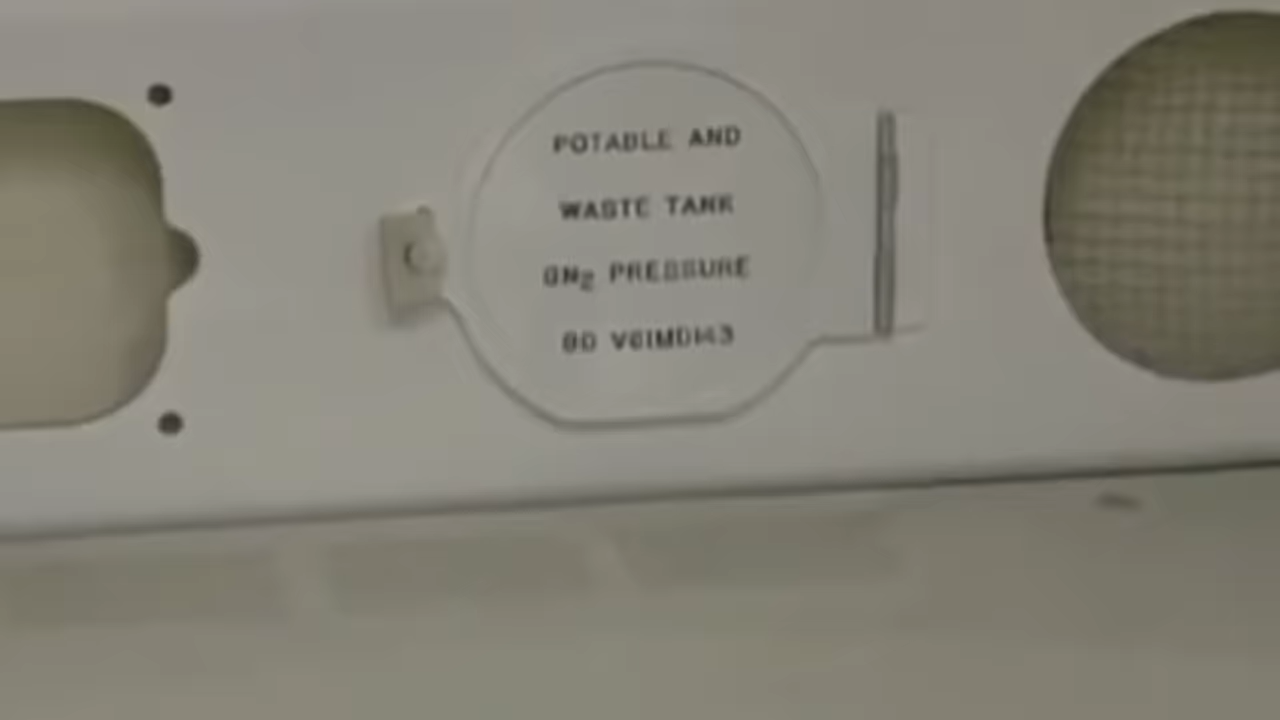 POTABLE AND
WASTE TANK
GN₂ PRESSURE